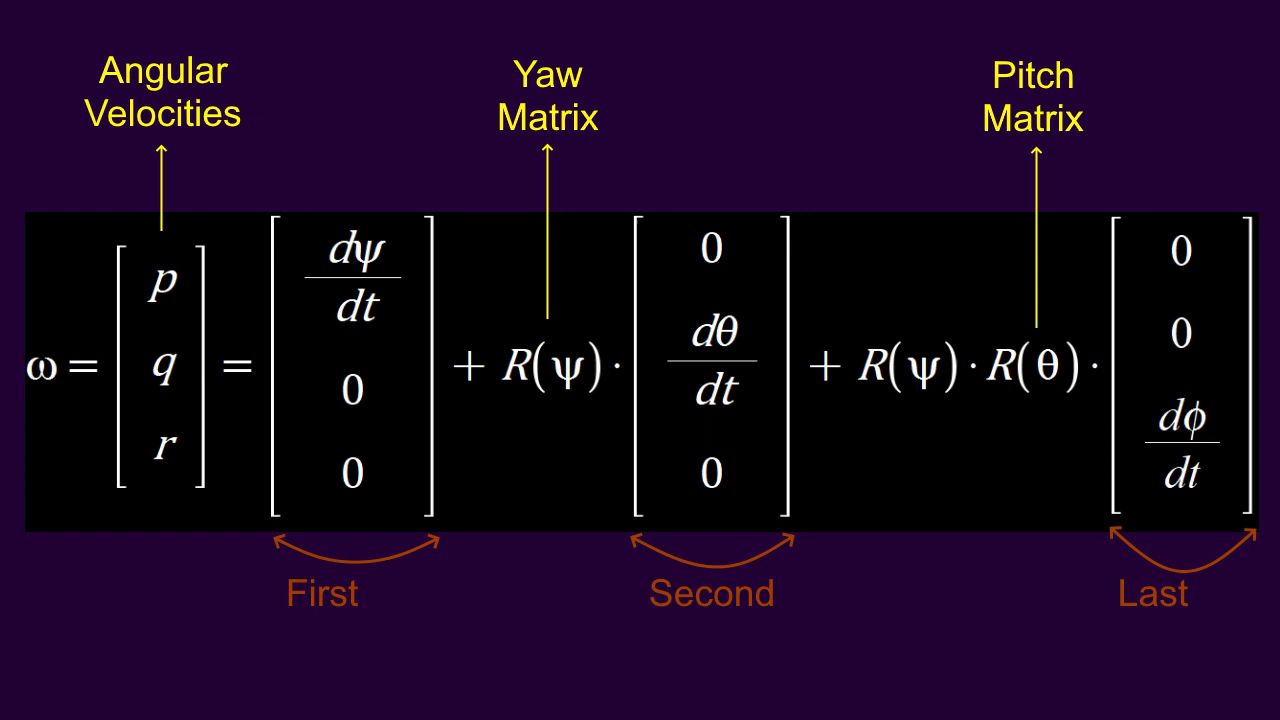 Angular
Velocities
Yaw
Matrix
Pitch
Matrix
ω = [ p q r ] = [ dψ/dt 0 0 ] + R(ψ) · [ 0 dθ/dt 0 ] + R(ψ) · R(θ) · [ 0 0 dϕ/dt ]
First
Second
Last